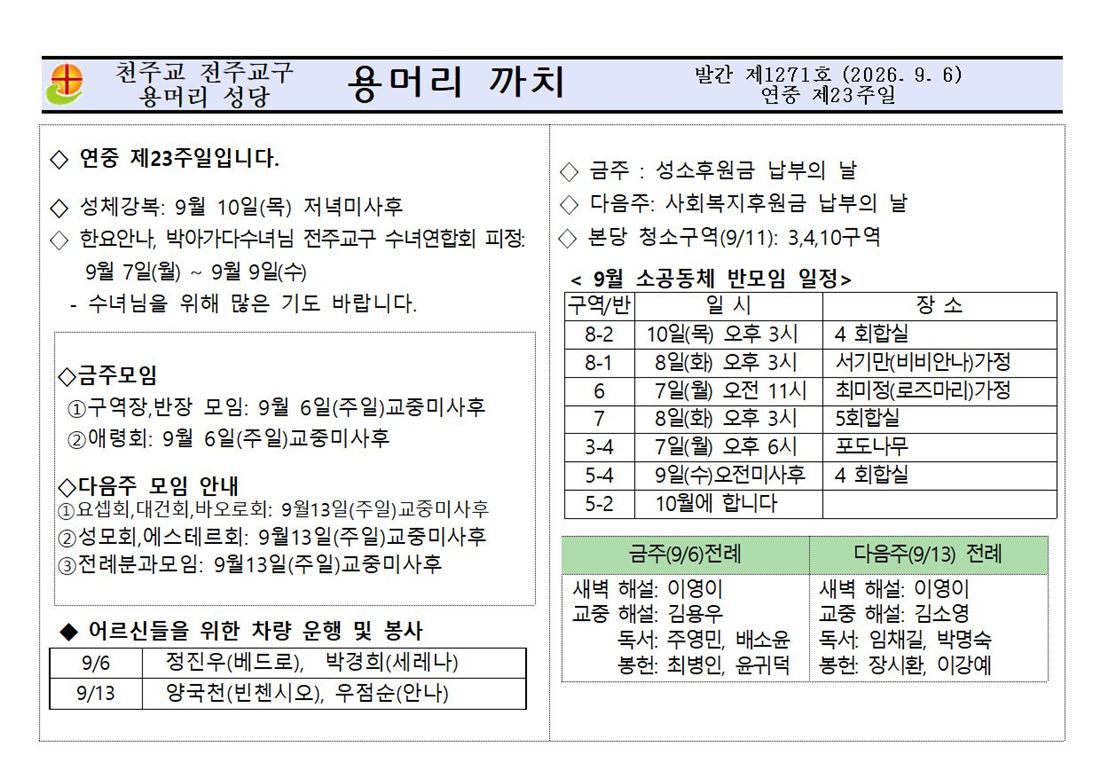 천주교 전주교구
용머리 성당
용머리 까치
발간 제1271호 (2026. 9. 6)
연중 제23주일
◇ 연중 제23주일입니다.
◇ 성체강복: 9월 10일(목) 저녁미사후
◇ 한요안나, 박아가다수녀님 전주교구 수녀연합회 피정:
9월 7일(월) ~ 9월 9일(수)
- 수녀님을 위해 많은 기도 바랍니다.
◇금주모임
①구역장,반장 모임: 9월 6일(주일)교중미사후
②애령회: 9월 6일(주일)교중미사후
◇다음주 모임 안내
①요셉회,대건회,바오로회: 9월13일(주일)교중미사후
②성모회,에스테르회: 9월13일(주일)교중미사후
③전례분과모임: 9월13일(주일)교중미사후
◆ 어르신들을 위한 차량 운행 및 봉사
9/6 정진우(베드로), 박경희(세레나)
9/13 양국천(빈첸시오), 우점순(안나)
◇ 금주 : 성소후원금 납부의 날
◇ 다음주: 사회복지후원금 납부의 날
◇ 본당 청소구역(9/11): 3,4,10구역
< 9월 소공동체 반모임 일정>
구역/반 일 시 장 소
8-2 10일(목) 오후 3시 4 회합실
8-1 8일(화) 오후 3시 서기만(비비안나)가정
6 7일(월) 오전 11시 최미정(로즈마리)가정
7 8일(화) 오후 3시 5회합실
3-4 7일(월) 오후 6시 포도나무
5-4 9일(수)오전미사후 4 회합실
5-2 10월에 합니다
금주(9/6)전례 다음주(9/13) 전례
새벽 해설: 이영이 새벽 해설: 이영이
교중 해설: 김용우 교중 해설: 김소영
독서: 주영민, 배소윤 독서: 임채길, 박명숙
봉헌: 최병인, 윤귀덕 봉헌: 장시환, 이강예